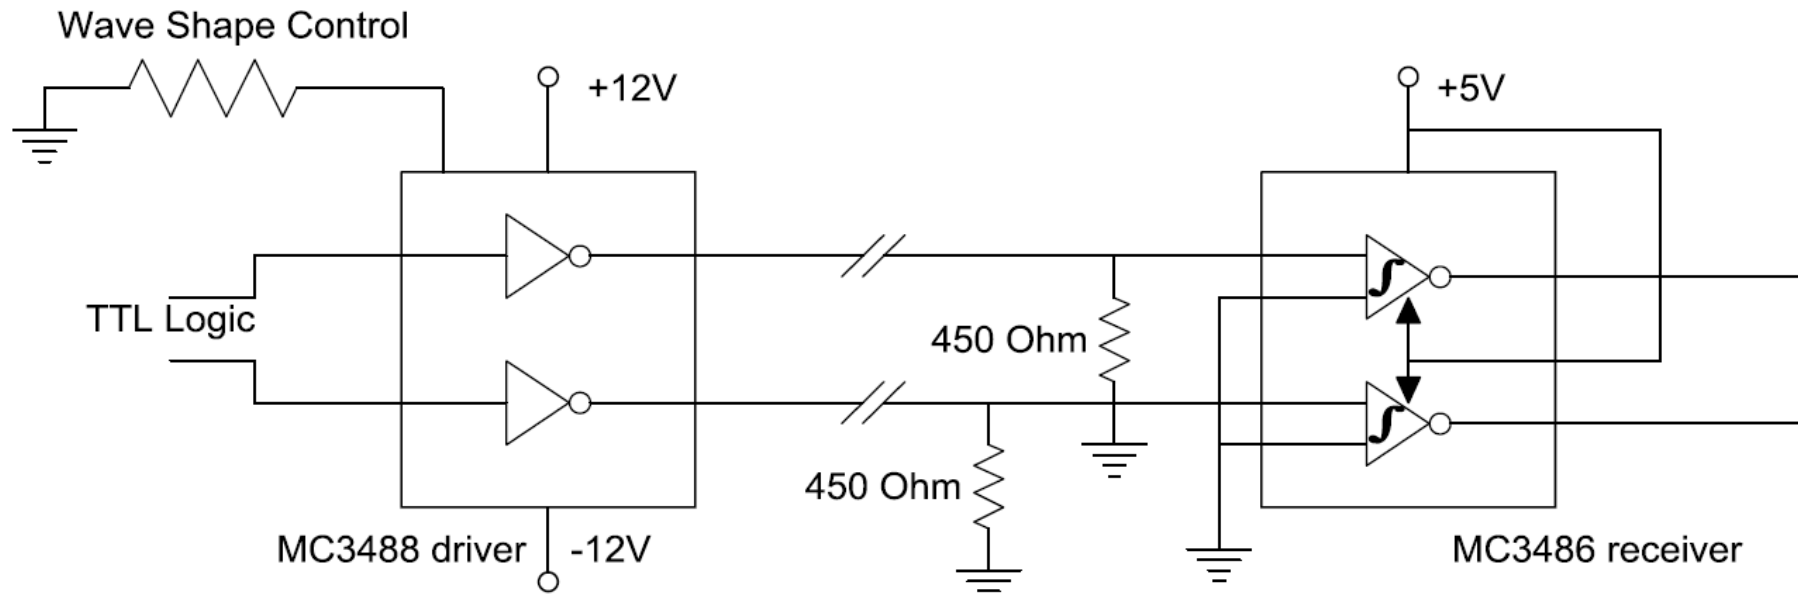 Wave Shape Control
+12V
+5V
TTL Logic
450 Ohm
450 Ohm
MC3488 driver
-12V
MC3486 receiver